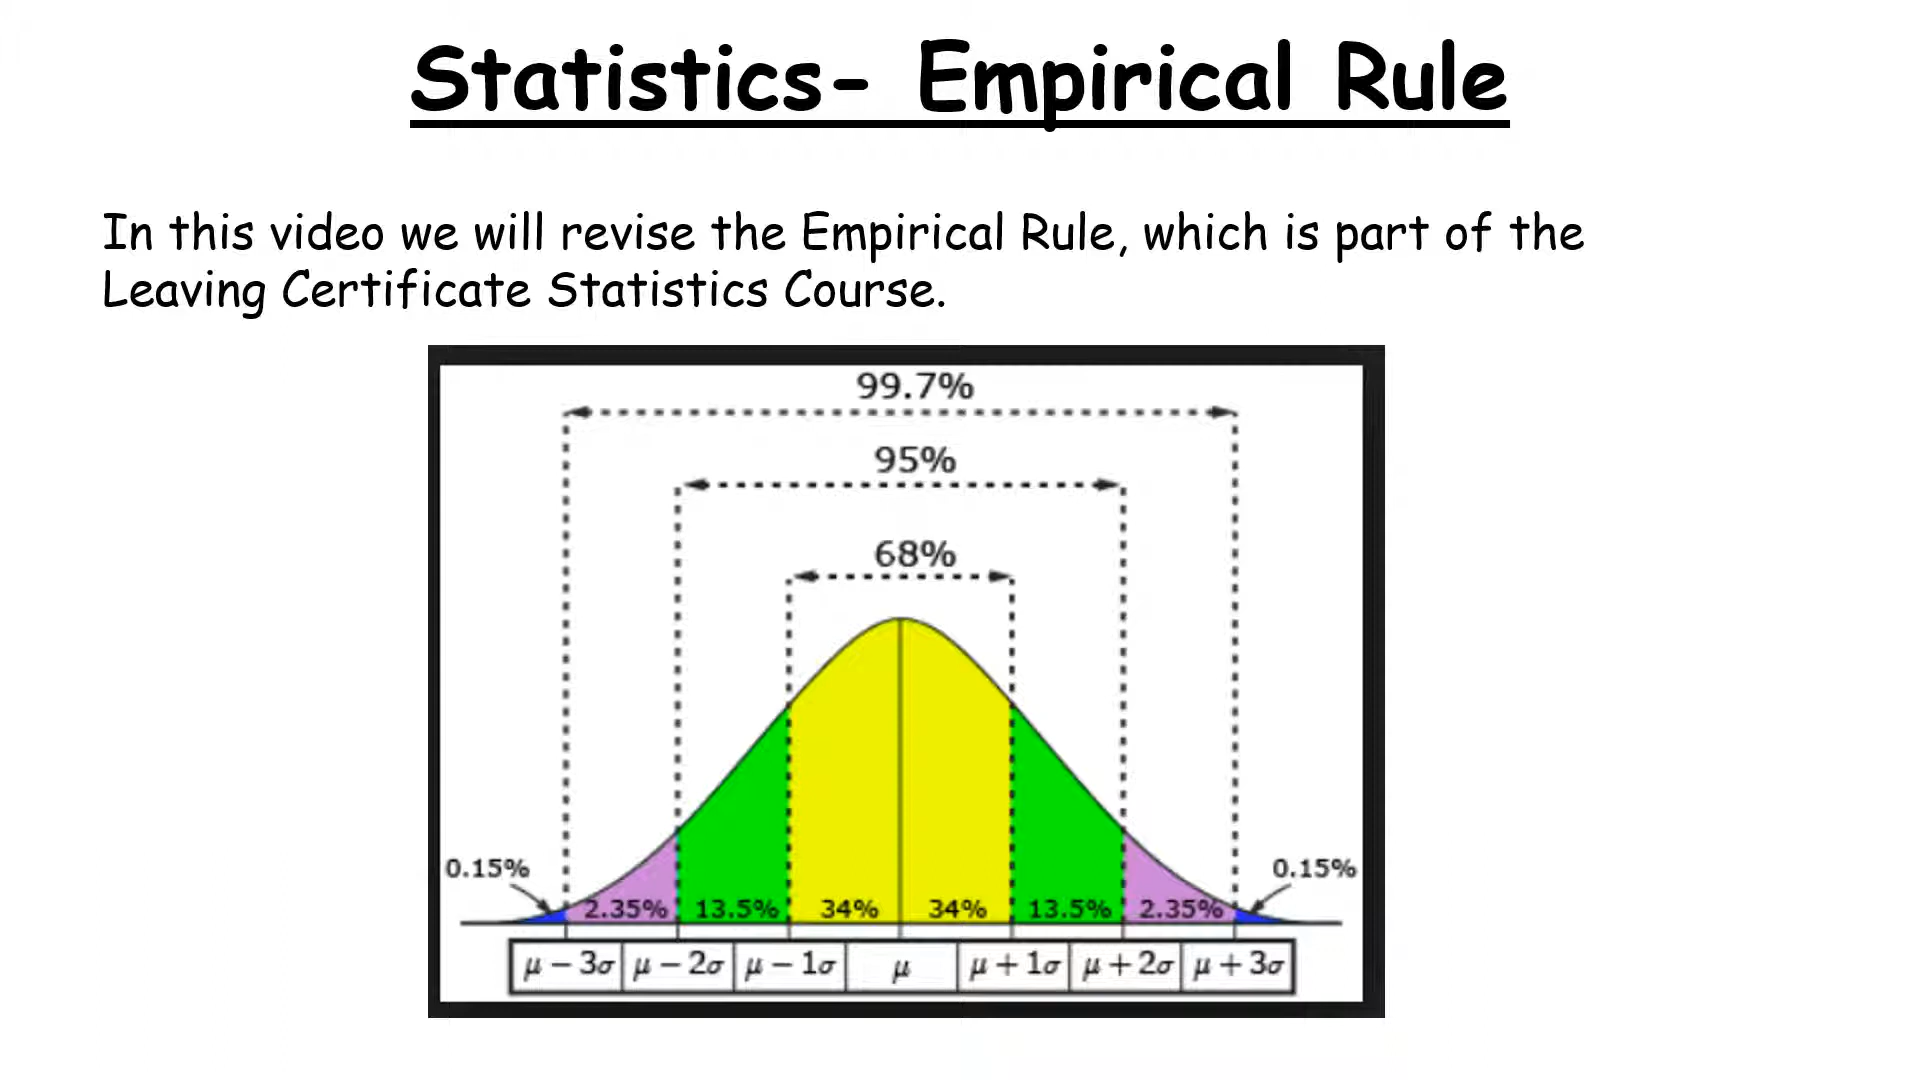 Statistics- Empirical Rule
In this video we will revise the Empirical Rule, which is part of the
Leaving Certificate Statistics Course.
99.7%
95%
68%
0.15% 0.15%
2.35% 13.5% 34% 34% 13.5% 2.35%
μ − 3σ μ − 2σ μ − 1σ μ μ + 1σ μ + 2σ μ + 3σ